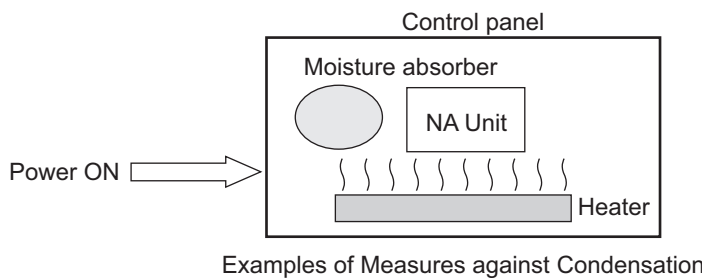 Control panel
Moisture absorber
NA Unit
Power ON
Heater
Examples of Measures against Condensation